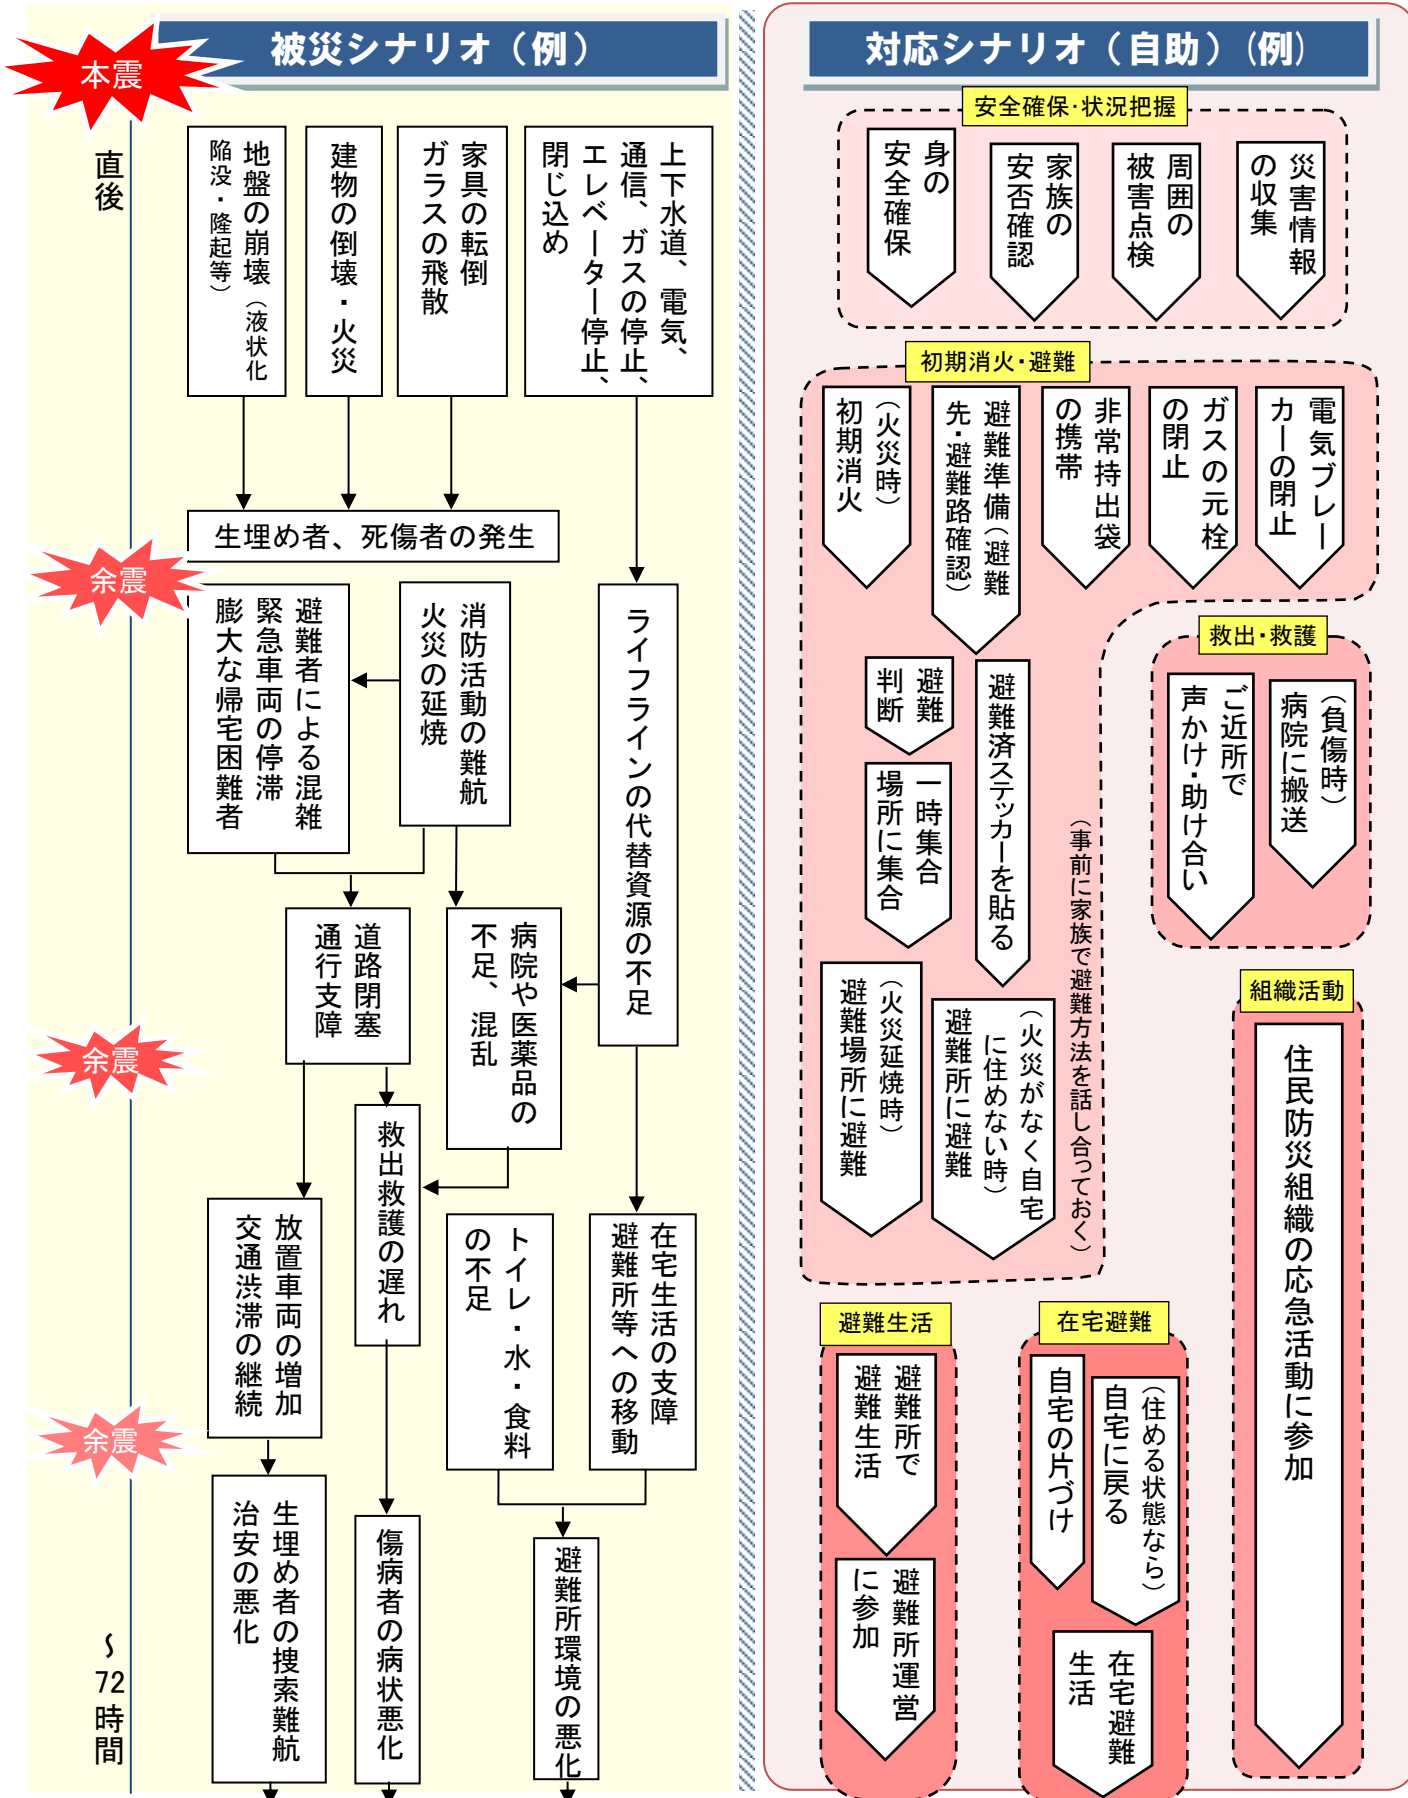 被災シナリオ（例）
本震
直後
余震
余震
余震
～
72
時間
地盤の崩壊（液状化
陥没・隆起等）
建物の倒壊・火災
家具の転倒
ガラスの飛散
上下水道、電気、
通信、ガスの停止、
エレベーター停止、
閉じ込め
生埋め者、死傷者の発生
避難者による混雑
緊急車両の停滞
膨大な帰宅困難者
消防活動の難航
火災の延焼
ライフラインの代替資源の不足
道路閉塞
通行支障
病院や医薬品の
不足、混乱
救出救護の遅れ
放置車両の増加
交通渋滞の継続
トイレ・水・食料
の不足
在宅生活の支障
避難所等への移動
生埋め者の捜索難航
治安の悪化
傷病者の病状悪化
避難所環境の悪化
対応シナリオ（自助）（例）
安全確保･状況把握
身の
安全確保
家族の
安否確認
周囲の
被害点検
災害情報
の収集
初期消火･避難
（火災時）
初期消火
避難準備（避難
先・避難路確認）
非常持出袋
の携帯
ガスの元栓
の閉止
電気ブレー
カーの閉止
避難
判断
避難済ステッカーを貼る
一時集合
場所に集合
（火災延焼時）
避難場所に避難
（火災がなく自宅
に住めない時）
避難所に避難
（事前に家族で避難方法を話し合っておく）
救出･救護
ご近所で
声かけ･助け合い
（負傷時）
病院に搬送
組織活動
住民防災組織の応急活動に参加
避難生活
避難所で
避難生活
避難所運営
に参加
在宅避難
自宅の片づけ
（住める状態なら）
自宅に戻る
在宅避難
生活